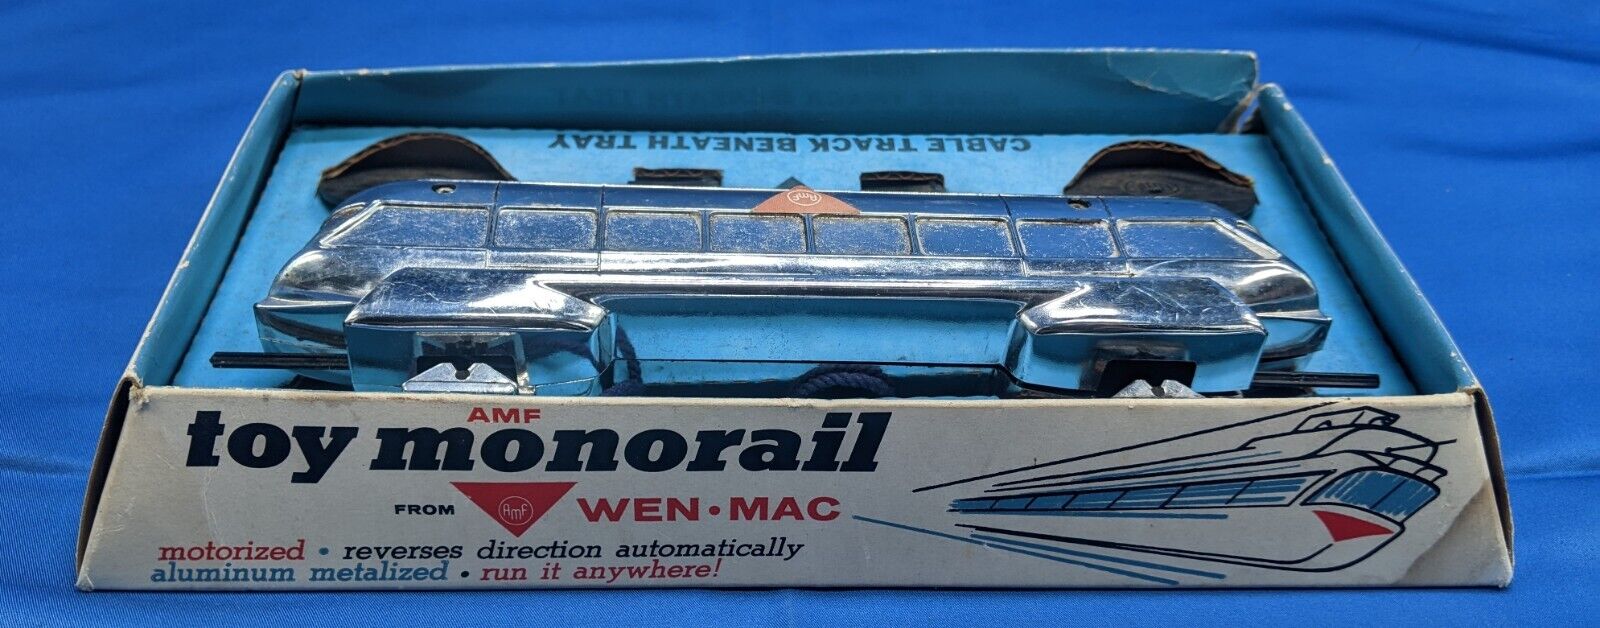 CABLE TRACK BENEATH TRAY
AmF
AMF
toy monorail
FROM AmF WEN • MAC
motorized • reverses direction automatically
aluminum metalized • run it anywhere!